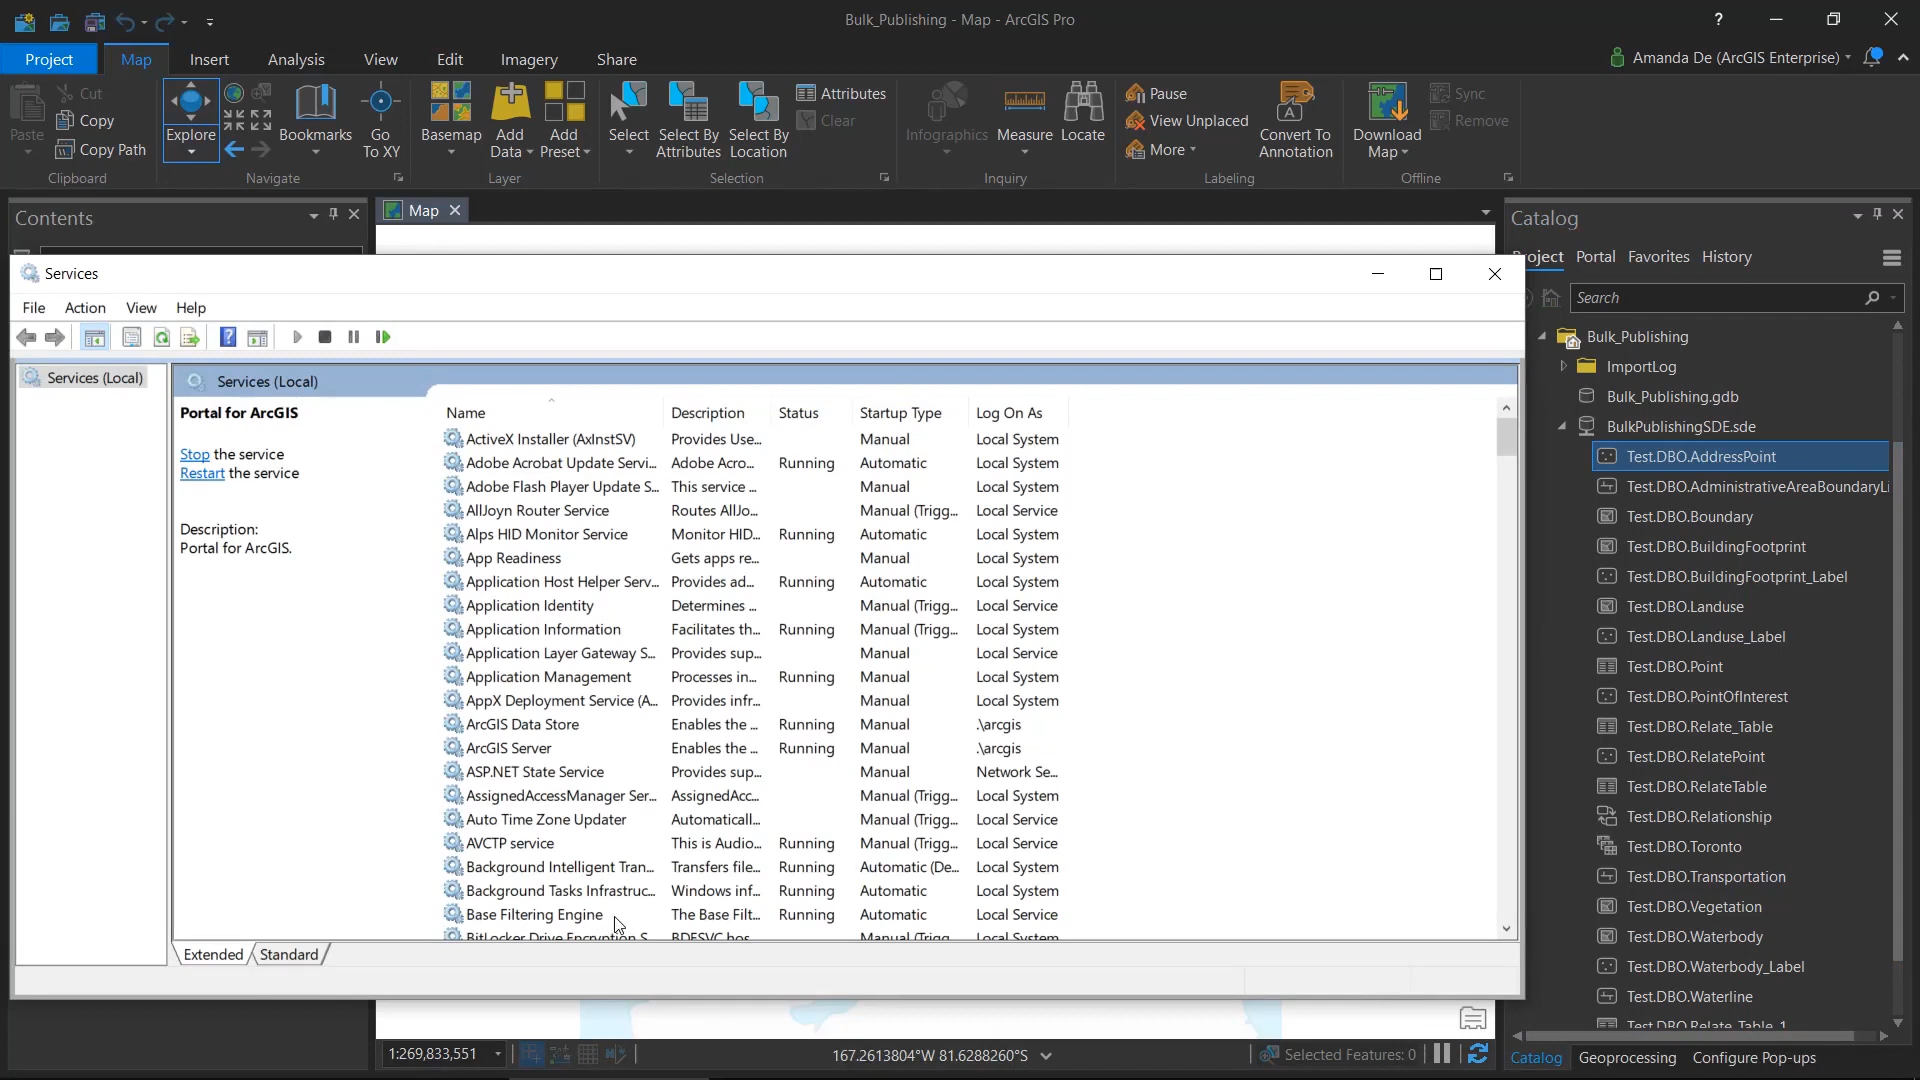 Bulk_Publishing - Map - ArcGIS Pro
?
Project Map Insert Analysis View Edit Imagery Share
Amanda De (ArcGIS Enterprise)
Paste
Cut
Copy
Copy Path
Clipboard
Explore
Bookmarks
Go To XY
Navigate
Basemap
Add Data
Add Preset
Layer
Select
Select By Attributes
Select By Location
Attributes
Clear
Selection
Infographics
Measure
Locate
Inquiry
Pause
View Unplaced
More
Convert To Annotation
Labeling
Download Map
Sync
Remove
Offline
Contents
Map
Services
File Action View Help
Services (Local)
Services (Local)
Portal for ArcGIS
Stop the service
Restart the service
Description:
Portal for ArcGIS.
Name Description Status Startup Type Log On As
ActiveX Installer (AxInstSV) Provides Use... Manual Local System
Adobe Acrobat Update Servi... Adobe Acro... Running Automatic Local System
Adobe Flash Player Update S... This service ... Manual Local System
AllJoyn Router Service Routes AllJo... Manual (Trigg... Local Service
Alps HID Monitor Service Monitor HID... Running Automatic Local System
App Readiness Gets apps re... Manual Local System
Application Host Helper Serv... Provides ad... Running Automatic Local System
Application Identity Determines ... Manual (Trigg... Local Service
Application Information Facilitates th... Running Manual (Trigg... Local System
Application Layer Gateway S... Provides sup... Manual Local Service
Application Management Processes in... Running Manual Local System
AppX Deployment Service (A... Provides infr... Manual Local System
ArcGIS Data Store Enables the ... Running Manual .\arcgis
ArcGIS Server Enables the ... Running Manual .\arcgis
ASP.NET State Service Provides sup... Manual Network Se...
AssignedAccessManager Ser... AssignedAcc... Manual (Trigg... Local System
Auto Time Zone Updater Automaticall... Manual (Trigg... Local Service
AVCTP service This is Audio... Running Manual (Trigg... Local Service
Background Intelligent Tran... Transfers file... Running Automatic (De... Local System
Background Tasks Infrastruc... Windows inf... Running Automatic Local System
Base Filtering Engine The Base Filt... Running Automatic Local Service
BitLocker Drive Encryption S... BDESVC hos... Manual (Trigg... Local System
Extended Standard
1:269,833,551
167.2613804°W 81.6288260°S
Selected Features: 0
Catalog
oject Portal Favorites History
Search
Bulk_Publishing
ImportLog
Bulk_Publishing.gdb
BulkPublishingSDE.sde
Test.DBO.AddressPoint
Test.DBO.AdministrativeAreaBoundaryLi
Test.DBO.Boundary
Test.DBO.BuildingFootprint
Test.DBO.BuildingFootprint_Label
Test.DBO.Landuse
Test.DBO.Landuse_Label
Test.DBO.Point
Test.DBO.PointOfInterest
Test.DBO.Relate_Table
Test.DBO.RelatePoint
Test.DBO.RelateTable
Test.DBO.Relationship
Test.DBO.Toronto
Test.DBO.Transportation
Test.DBO.Vegetation
Test.DBO.Waterbody
Test.DBO.Waterbody_Label
Test.DBO.Waterline
Test.DBO.Relate_Table_1
Catalog Geoprocessing Configure Pop-ups